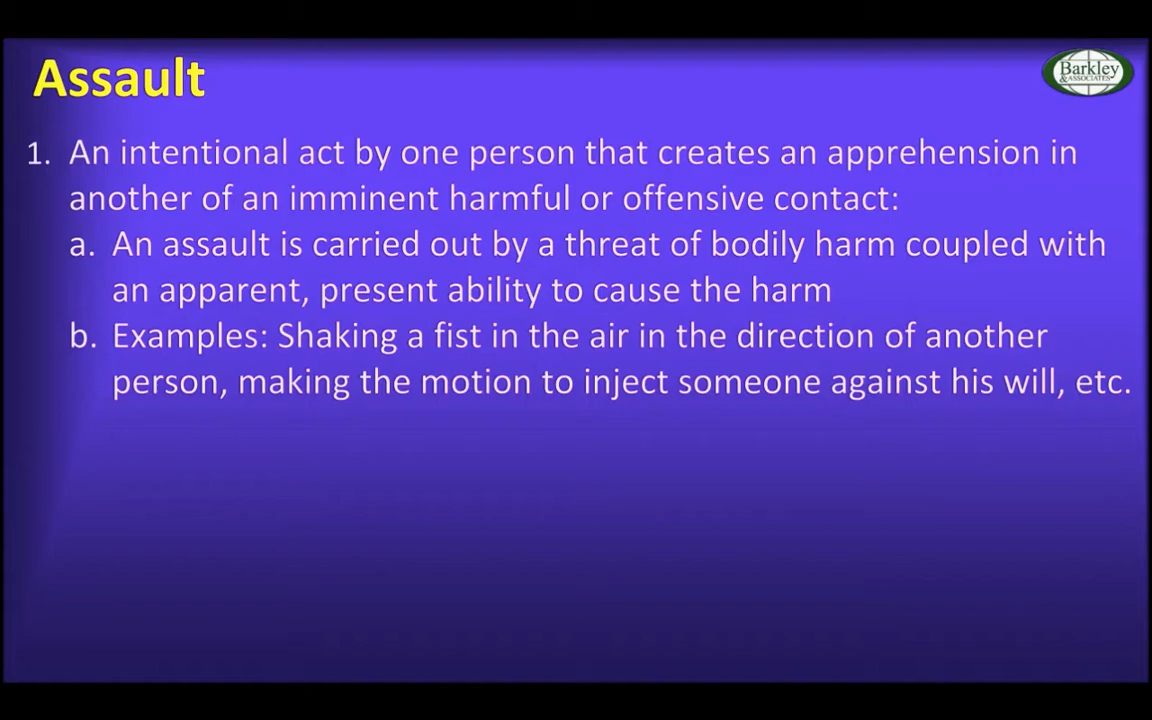 Assault
Barkley
& ASSOCIATES
1. An intentional act by one person that creates an apprehension in
another of an imminent harmful or offensive contact:
a. An assault is carried out by a threat of bodily harm coupled with
an apparent, present ability to cause the harm
b. Examples: Shaking a fist in the air in the direction of another
person, making the motion to inject someone against his will, etc.